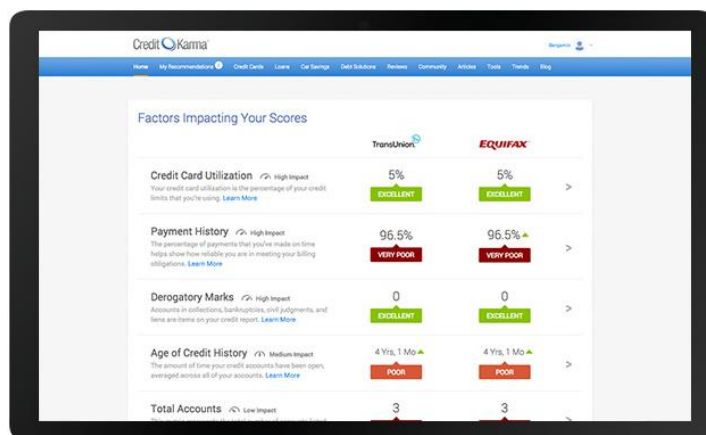 Credit Karma
Benjamin
Home My Recommendations Credit Cards Loans Car Savings Debt Solutions Reviews Community Articles Tools Trends Blog
Factors Impacting Your Scores
TransUnion EQUIFAX
Credit Card Utilization High Impact 5% 5%
Your credit card utilization is the percentage of your credit
limits that you're using. Learn More
EXCELLENT EXCELLENT
Payment History High Impact 96.5% 96.5%
The percentage of payments that you've made on time
helps show how reliable you are in meeting your billing
obligations. Learn More
VERY POOR VERY POOR
Derogatory Marks High Impact 0 0
Accounts in collections, bankruptcies, civil judgments, and
liens are items on your credit report. Learn More
EXCELLENT EXCELLENT
Age of Credit History Medium Impact 4 Yrs, 1 Mo 4 Yrs, 1 Mo
The amount of time your credit accounts have been open,
averaged across all of your accounts. Learn More
POOR POOR
Total Accounts Low Impact 3 3